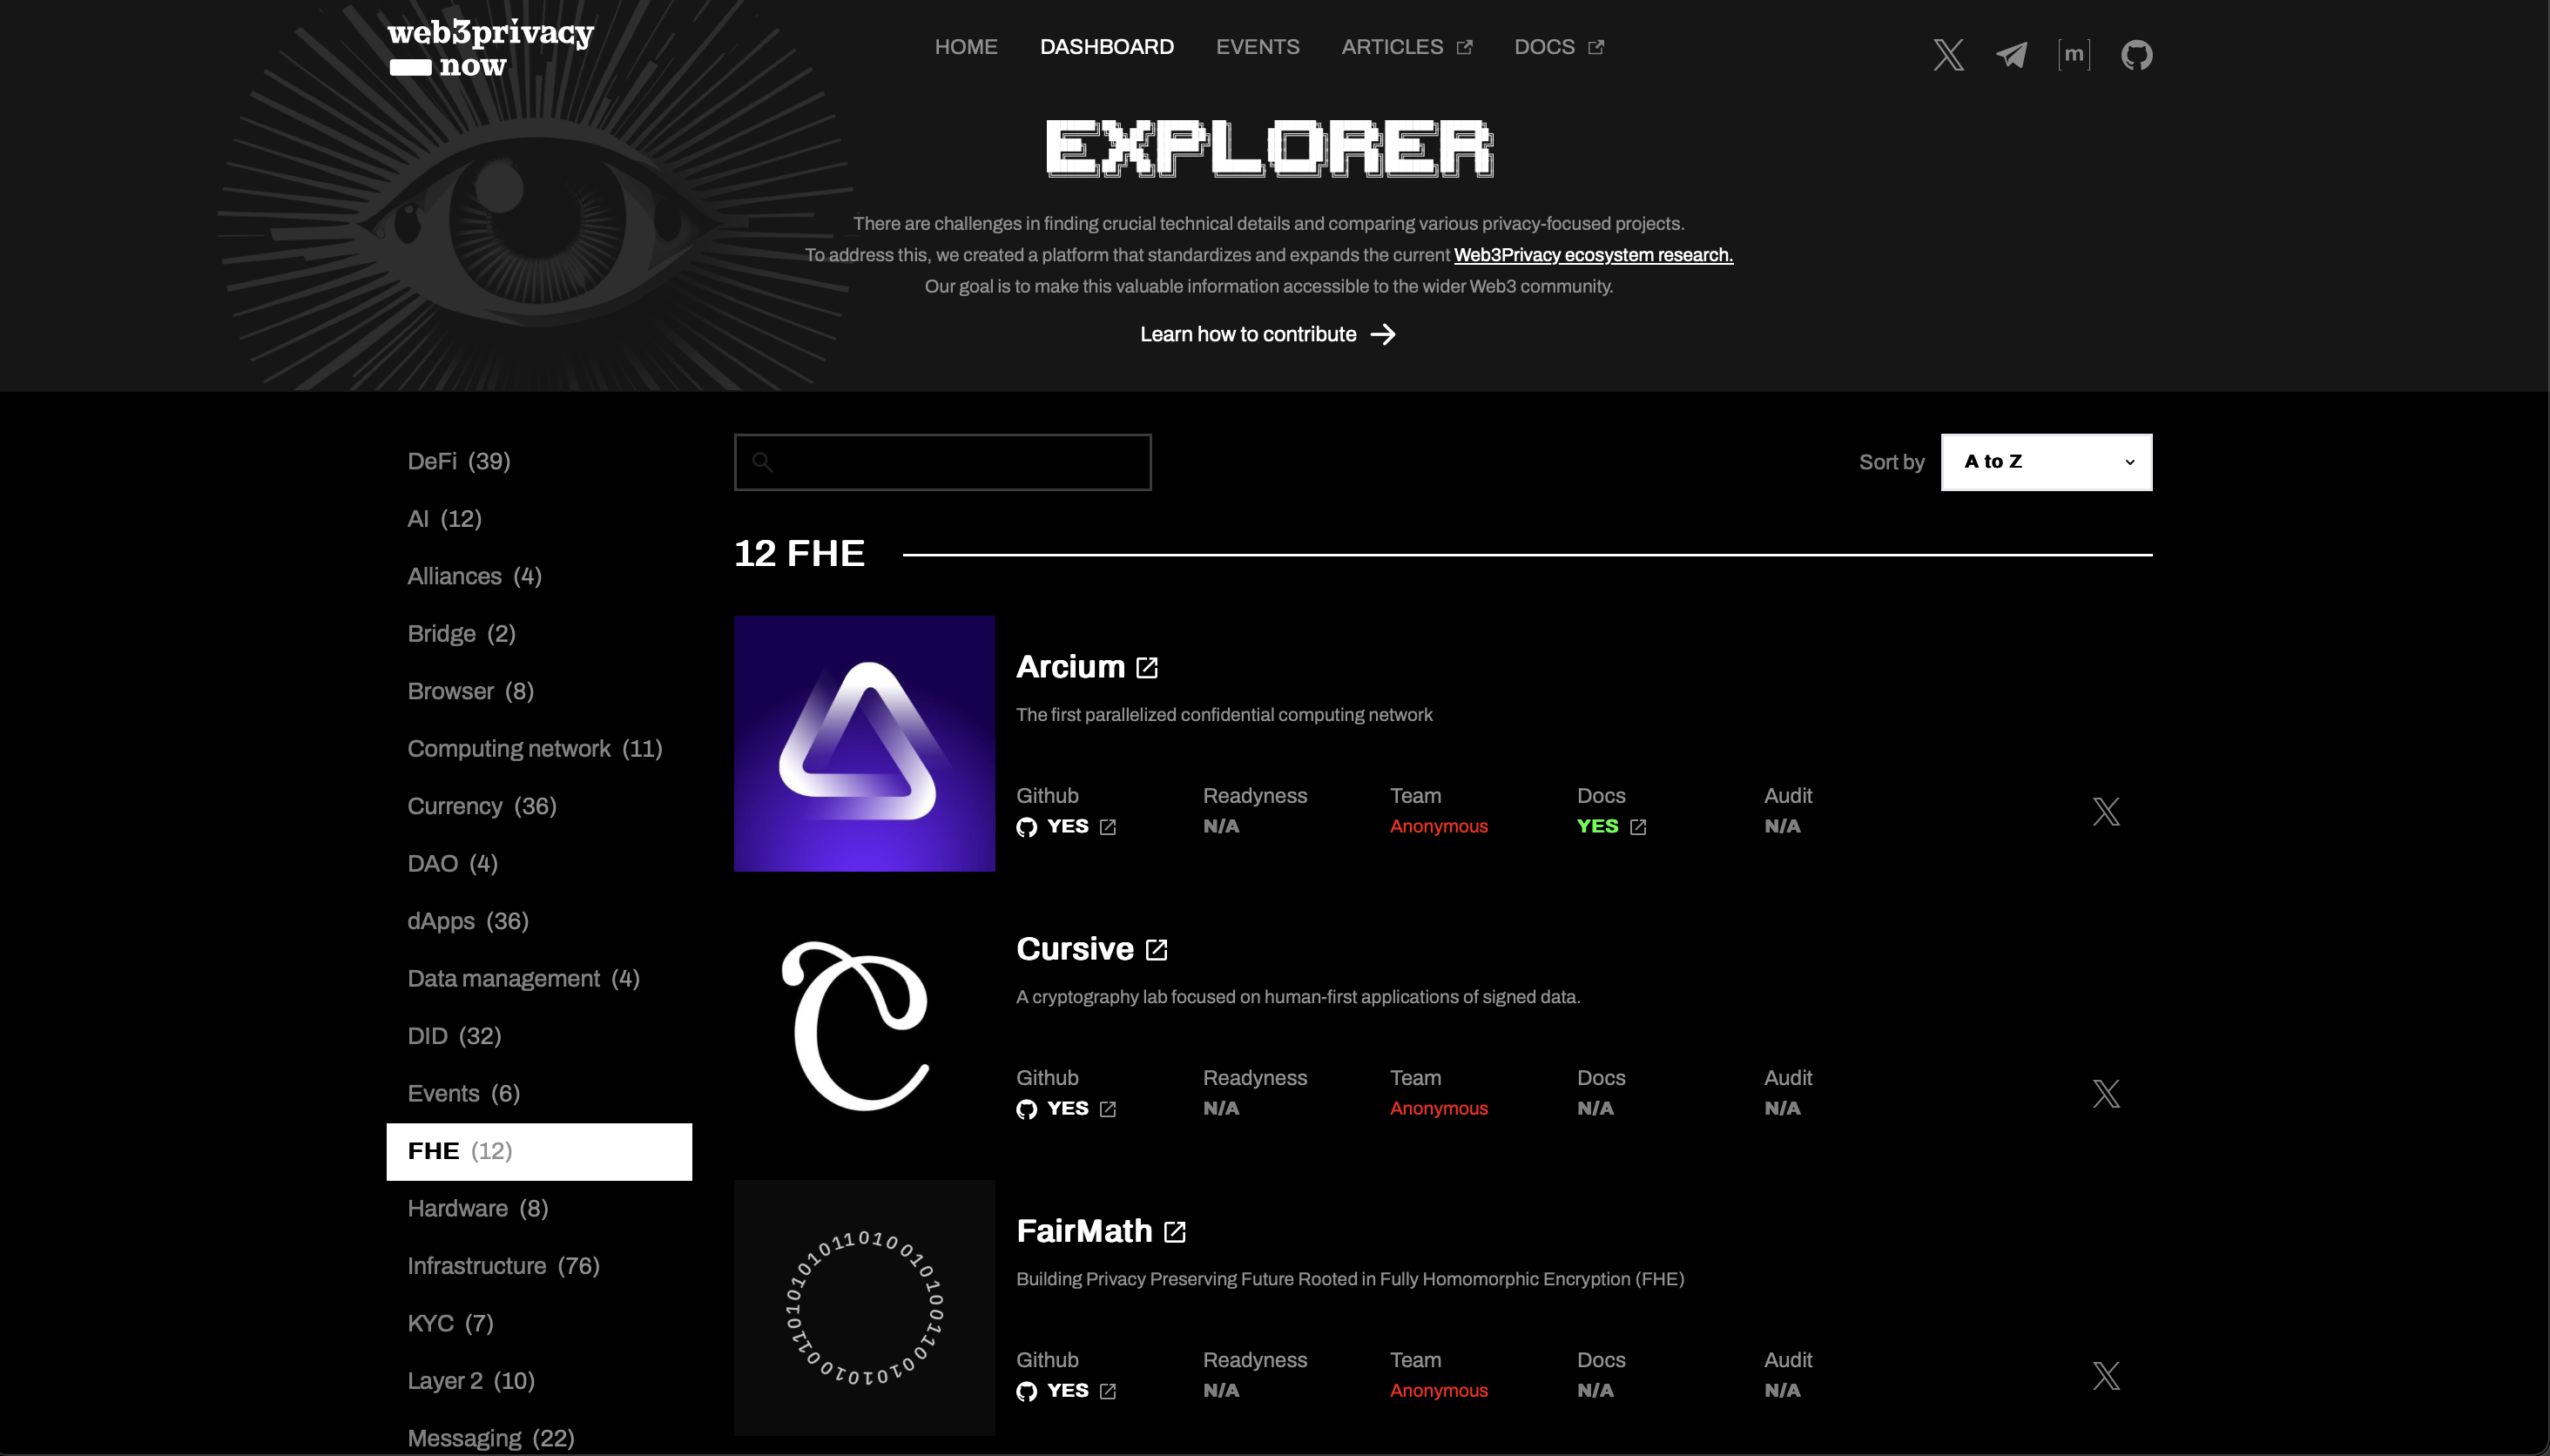 web3privacy
now
HOME DASHBOARD EVENTS ARTICLES DOCS
[m]
EXPLORER
There are challenges in finding crucial technical details and comparing various privacy-focused projects.
To address this, we created a platform that standardizes and expands the current Web3Privacy ecosystem research.
Our goal is to make this valuable information accessible to the wider Web3 community.
Learn how to contribute
DeFi (39)
AI (12)
Alliances (4)
Bridge (2)
Browser (8)
Computing network (11)
Currency (36)
DAO (4)
dApps (36)
Data management (4)
DID (32)
Events (6)
FHE (12)
Hardware (8)
Infrastructure (76)
KYC (7)
Layer 2 (10)
Messaging (22)
Sort by A to Z
12 FHE
Arcium
The first parallelized confidential computing network
Github Readyness Team Docs Audit
YES N/A Anonymous YES N/A
Cursive
A cryptography lab focused on human-first applications of signed data.
Github Readyness Team Docs Audit
YES N/A Anonymous N/A N/A
FairMath
Building Privacy Preserving Future Rooted in Fully Homomorphic Encryption (FHE)
Github Readyness Team Docs Audit
YES N/A Anonymous N/A N/A